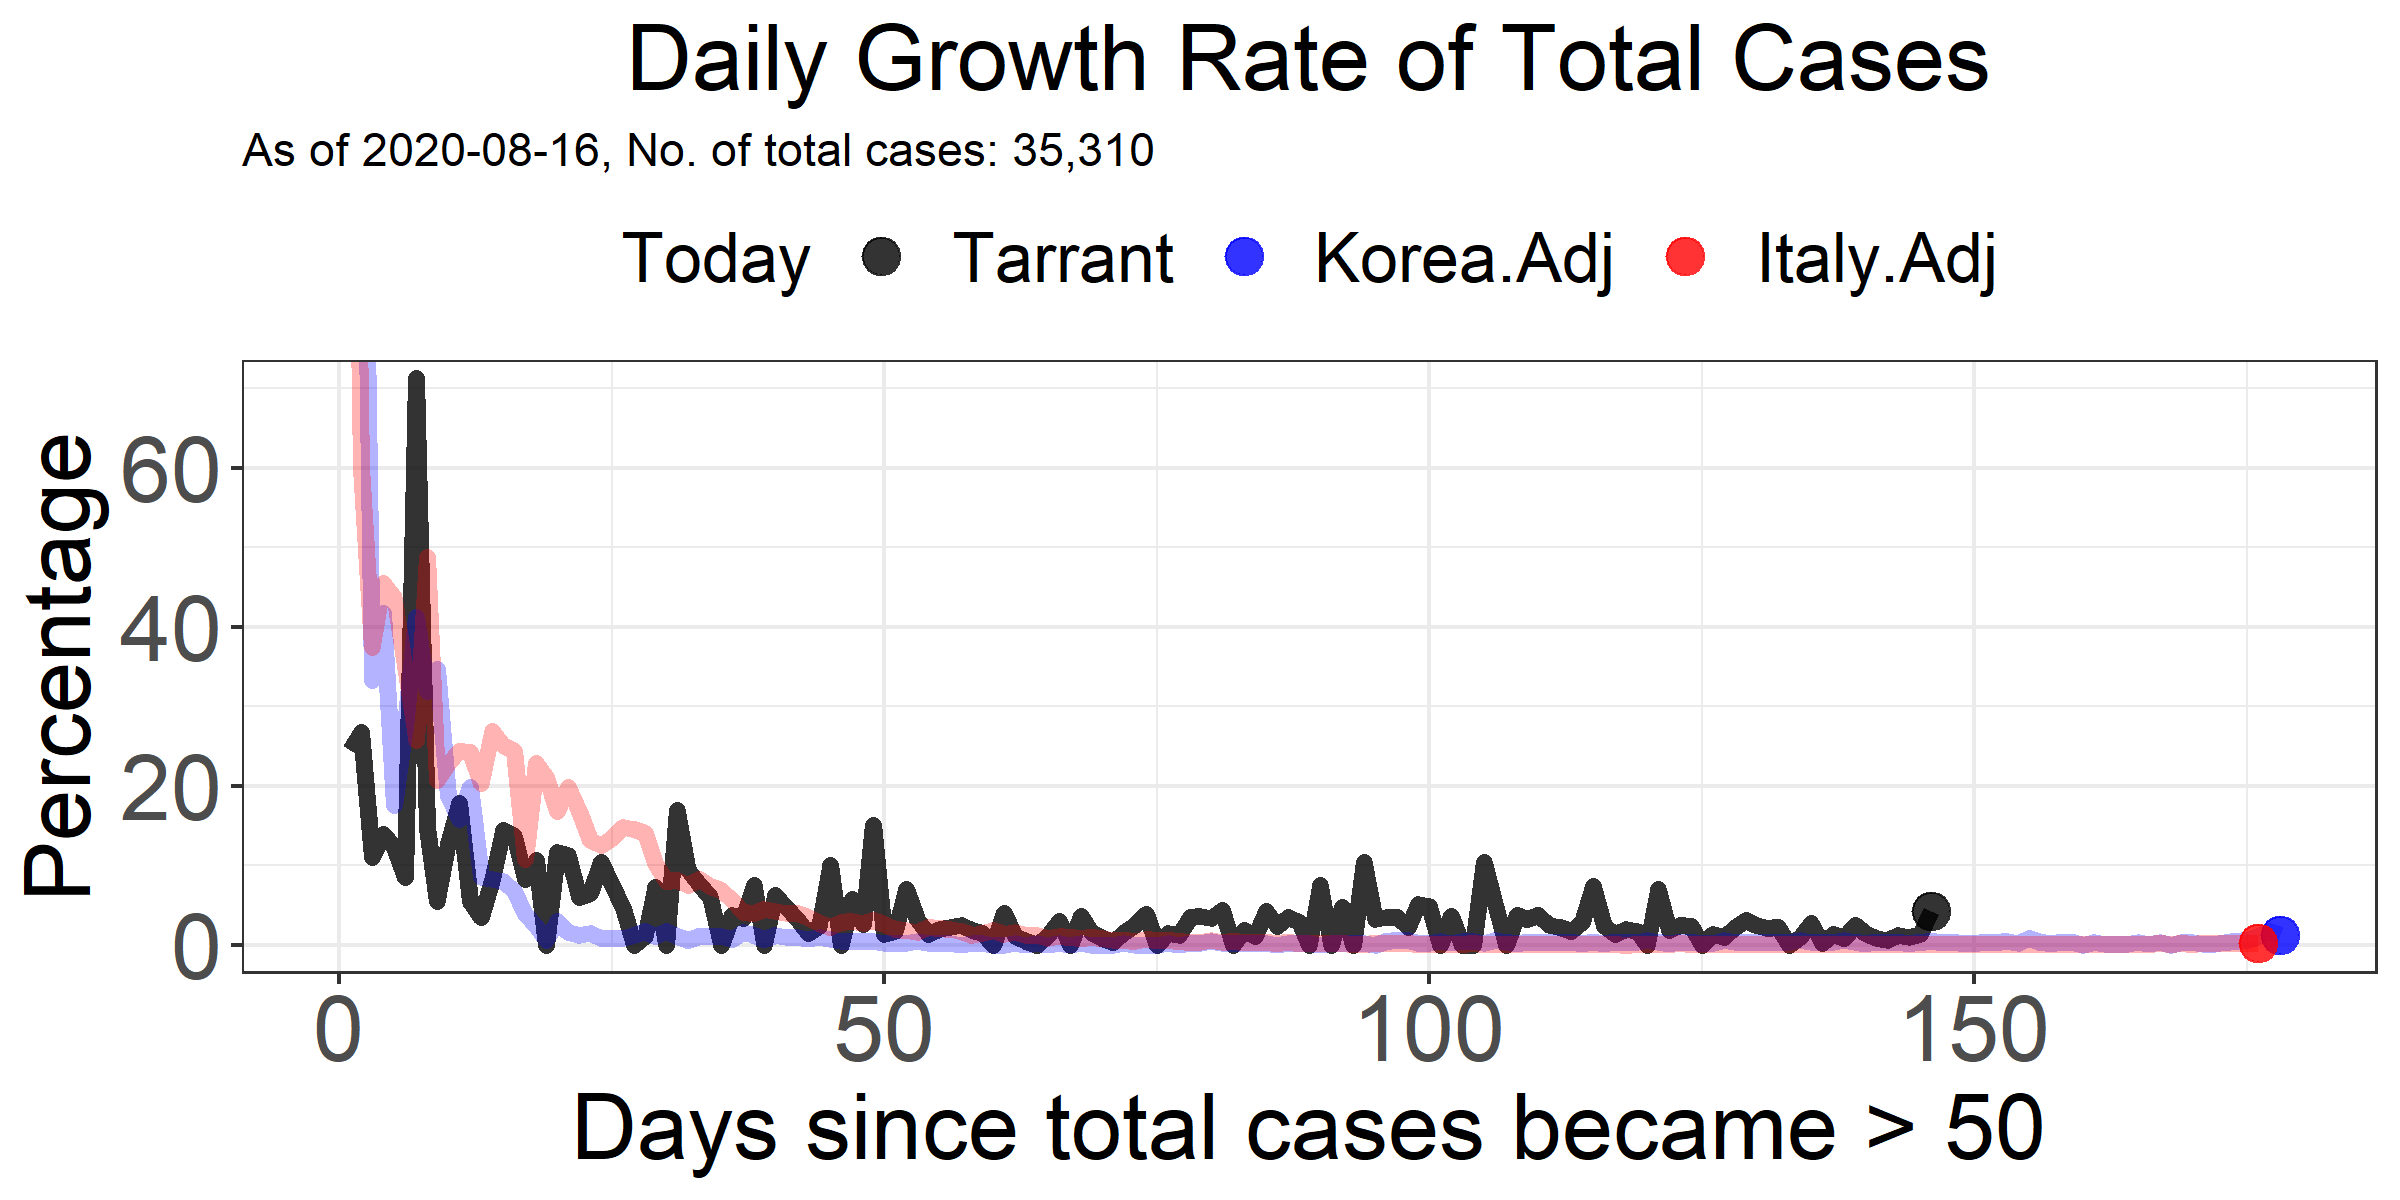 Daily Growth Rate of Total Cases
As of 2020-08-16, No. of total cases: 35,310
Today Tarrant Korea.Adj Italy.Adj
Percentage
60
40
20
0
0 50 100 150
Days since total cases became > 50